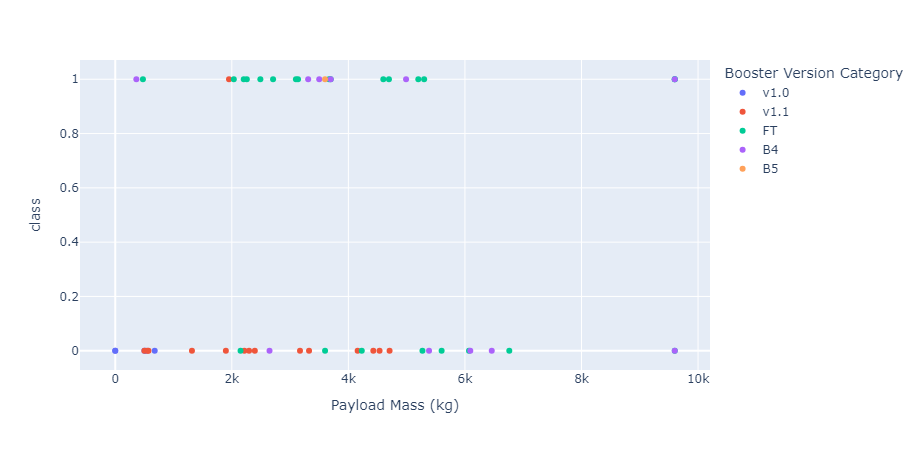 Booster Version Category
v1.0
v1.1
FT
B4
B5
1
0.8
0.6
0.4
0.2
0
class
0
2k
4k
6k
8k
10k
Payload Mass (kg)